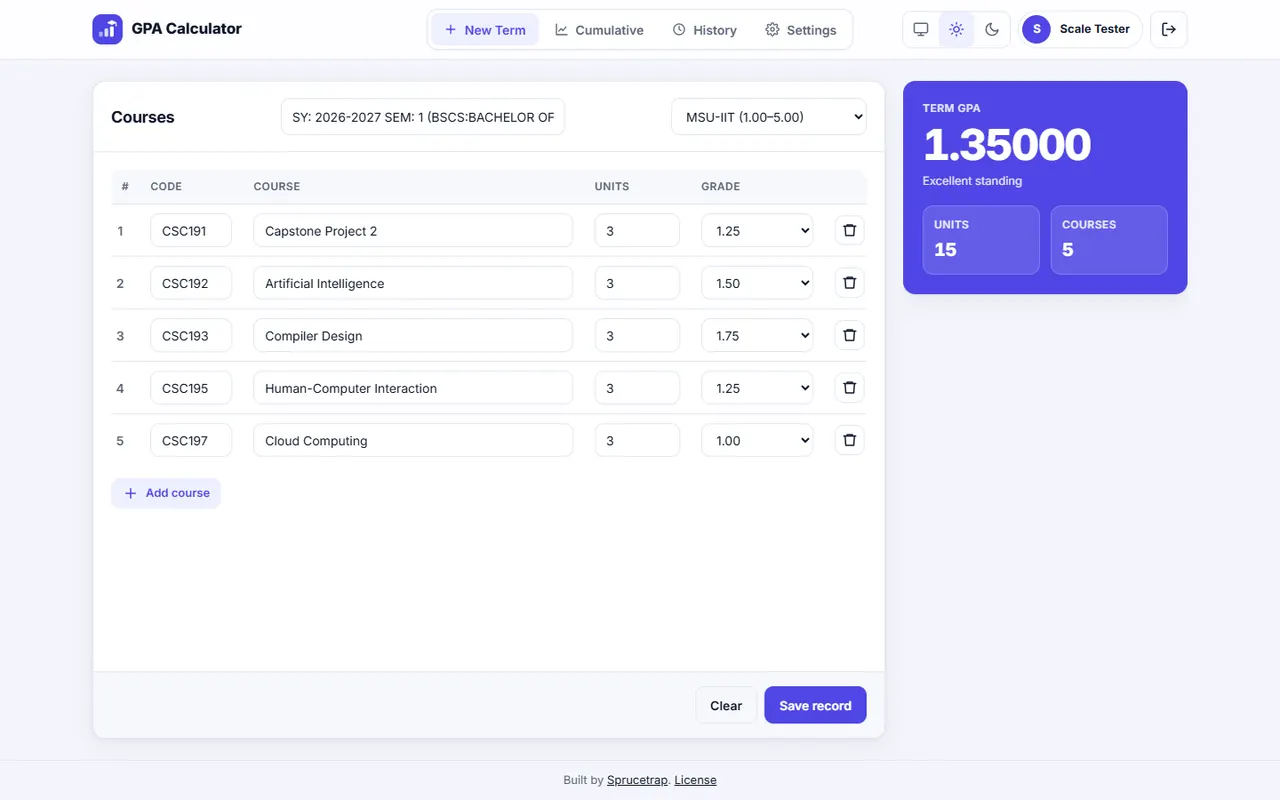 GPA Calculator
New Term
Cumulative
History
Settings
S
Scale Tester
Courses
SY: 2026-2027 SEM: 1 (BSCS:BACHELOR OF
MSU-IIT (1.00–5.00)
# CODE COURSE UNITS GRADE
1 CSC191 Capstone Project 2 3 1.25
2 CSC192 Artificial Intelligence 3 1.50
3 CSC193 Compiler Design 3 1.75
4 CSC195 Human-Computer Interaction 3 1.25
5 CSC197 Cloud Computing 3 1.00
Add course
Clear
Save record
TERM GPA
1.35000
Excellent standing
UNITS
15
COURSES
5
Built by Sprucetrap. License